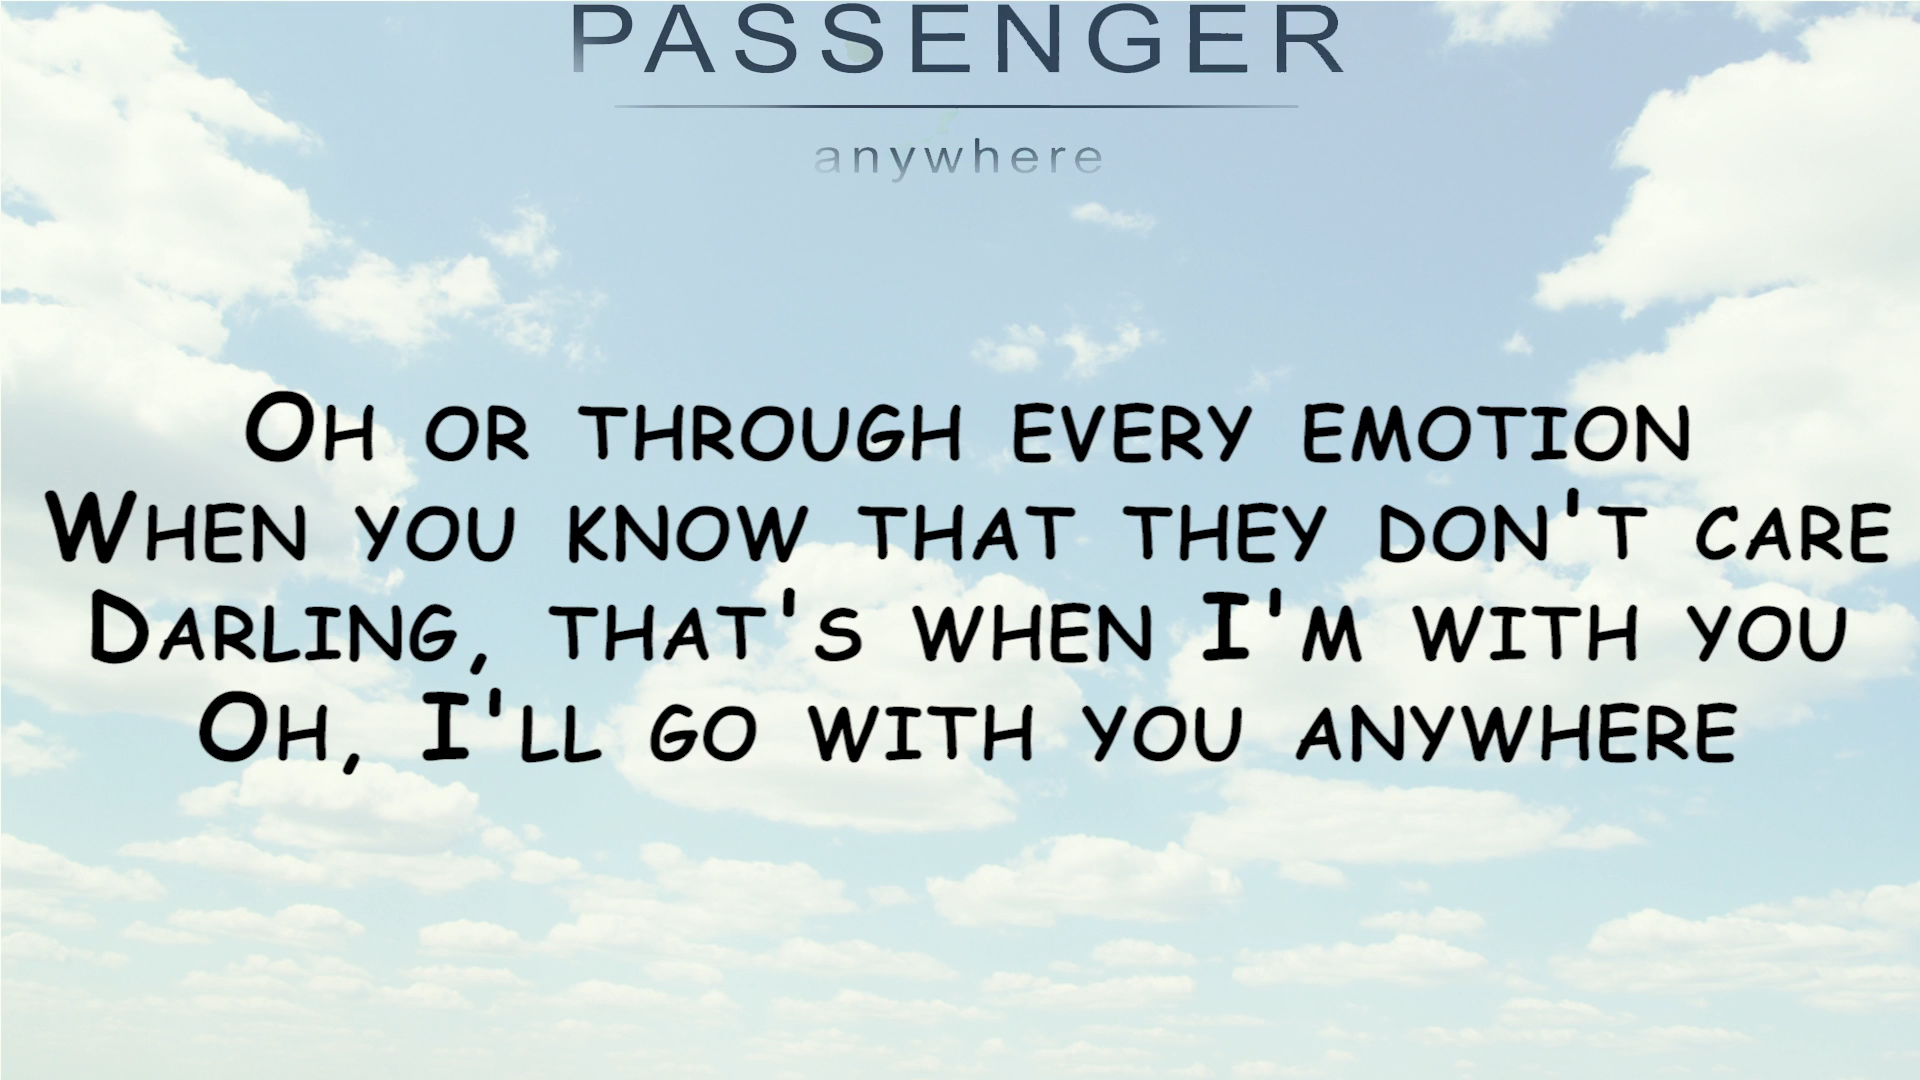 PASSENGER
anywhere
Oh or through every emotion
When you know that they don't care
Darling, that's when I'm with you
Oh, I'll go with you anywhere